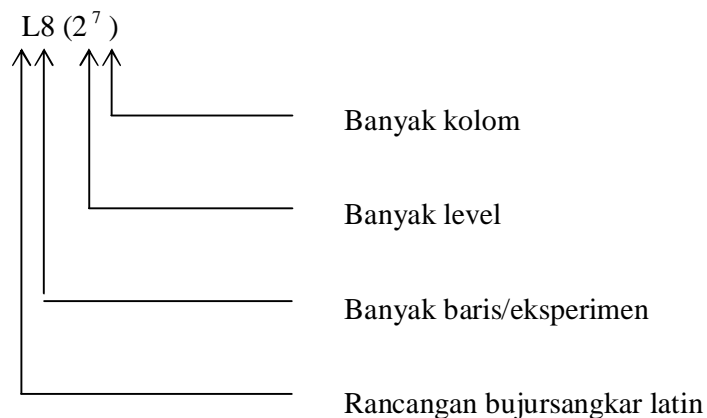 L8 (2⁷)
Banyak kolom
Banyak level
Banyak baris/eksperimen
Rancangan bujursangkar latin